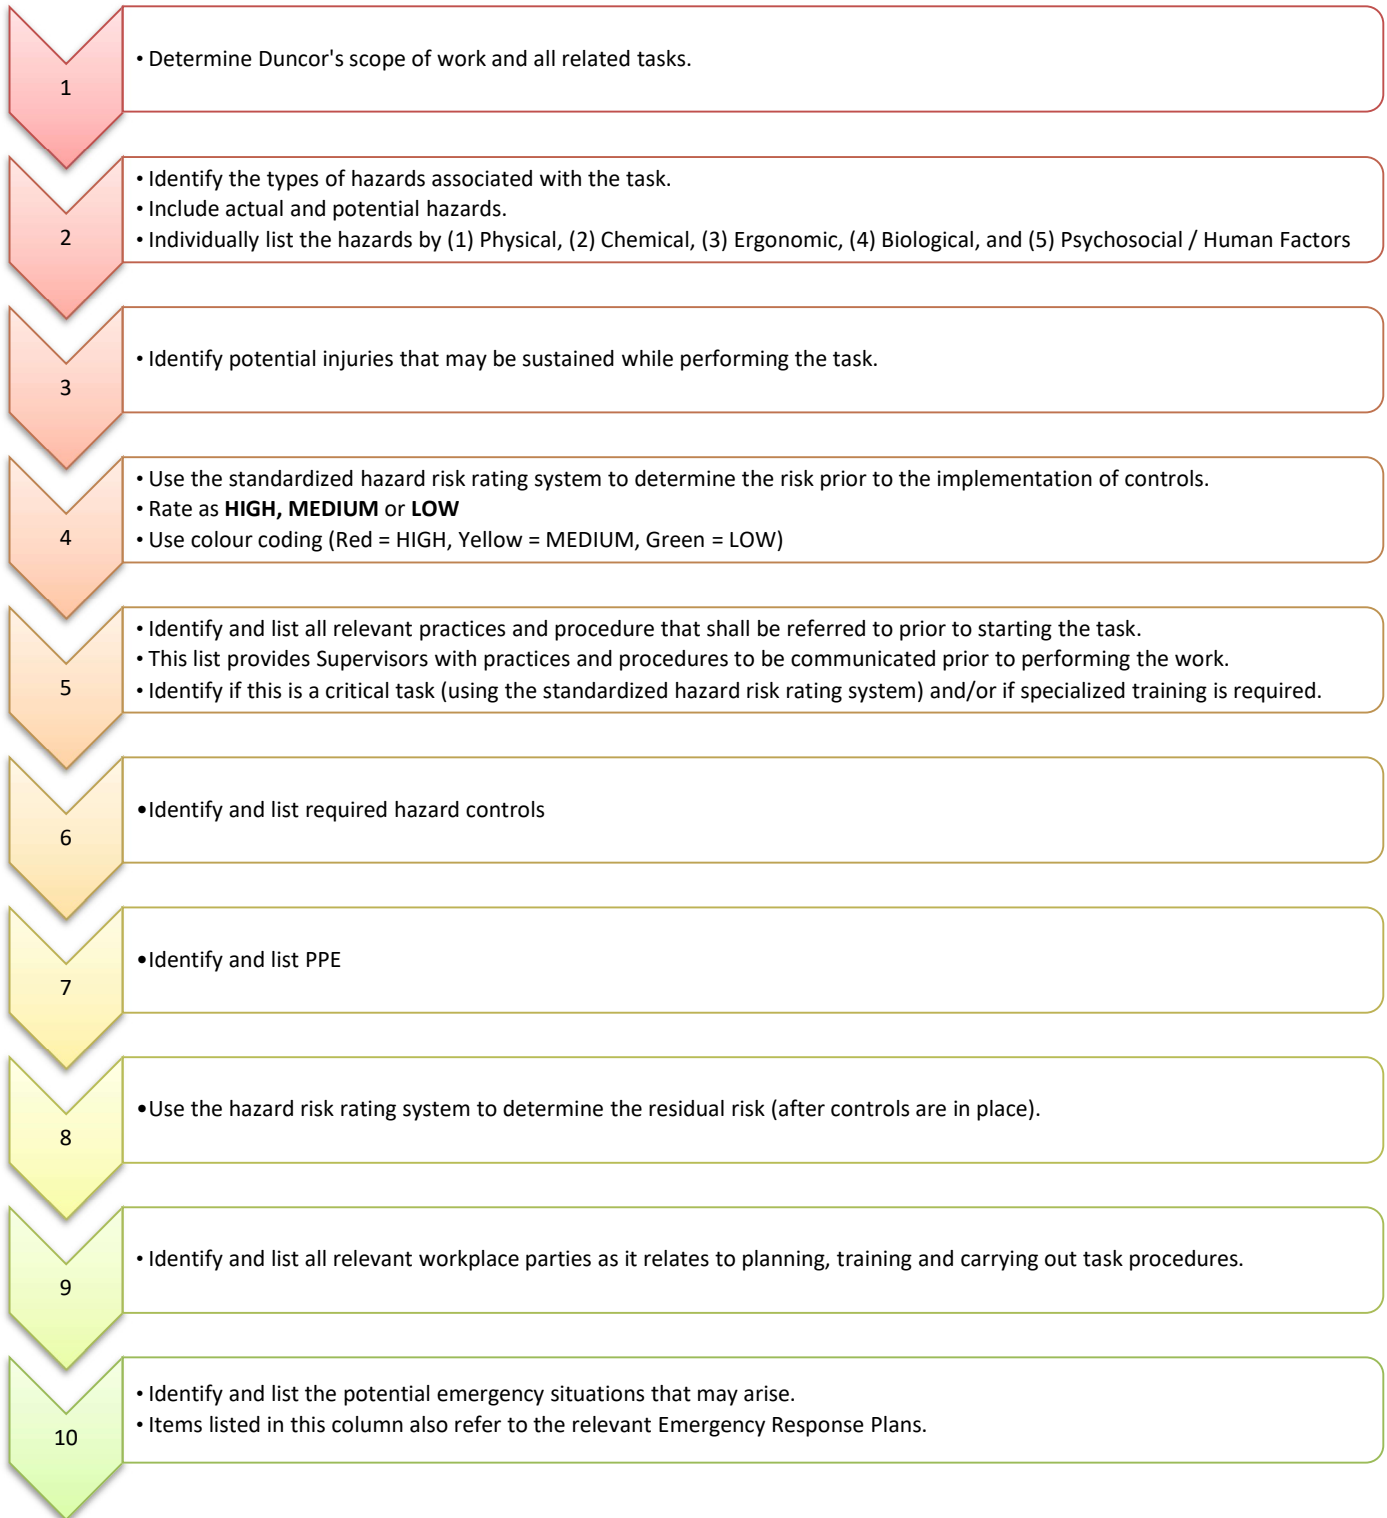 1
• Determine Duncor's scope of work and all related tasks.
2
• Identify the types of hazards associated with the task.
• Include actual and potential hazards.
• Individually list the hazards by (1) Physical, (2) Chemical, (3) Ergonomic, (4) Biological, and (5) Psychosocial / Human Factors
3
• Identify potential injuries that may be sustained while performing the task.
4
• Use the standardized hazard risk rating system to determine the risk prior to the implementation of controls.
• Rate as HIGH, MEDIUM or LOW
• Use colour coding (Red = HIGH, Yellow = MEDIUM, Green = LOW)
5
• Identify and list all relevant practices and procedure that shall be referred to prior to starting the task.
• This list provides Supervisors with practices and procedures to be communicated prior to performing the work.
• Identify if this is a critical task (using the standardized hazard risk rating system) and/or if specialized training is required.
6
•Identify and list required hazard controls
7
•Identify and list PPE
8
•Use the hazard risk rating system to determine the residual risk (after controls are in place).
9
• Identify and list all relevant workplace parties as it relates to planning, training and carrying out task procedures.
10
• Identify and list the potential emergency situations that may arise.
• Items listed in this column also refer to the relevant Emergency Response Plans.